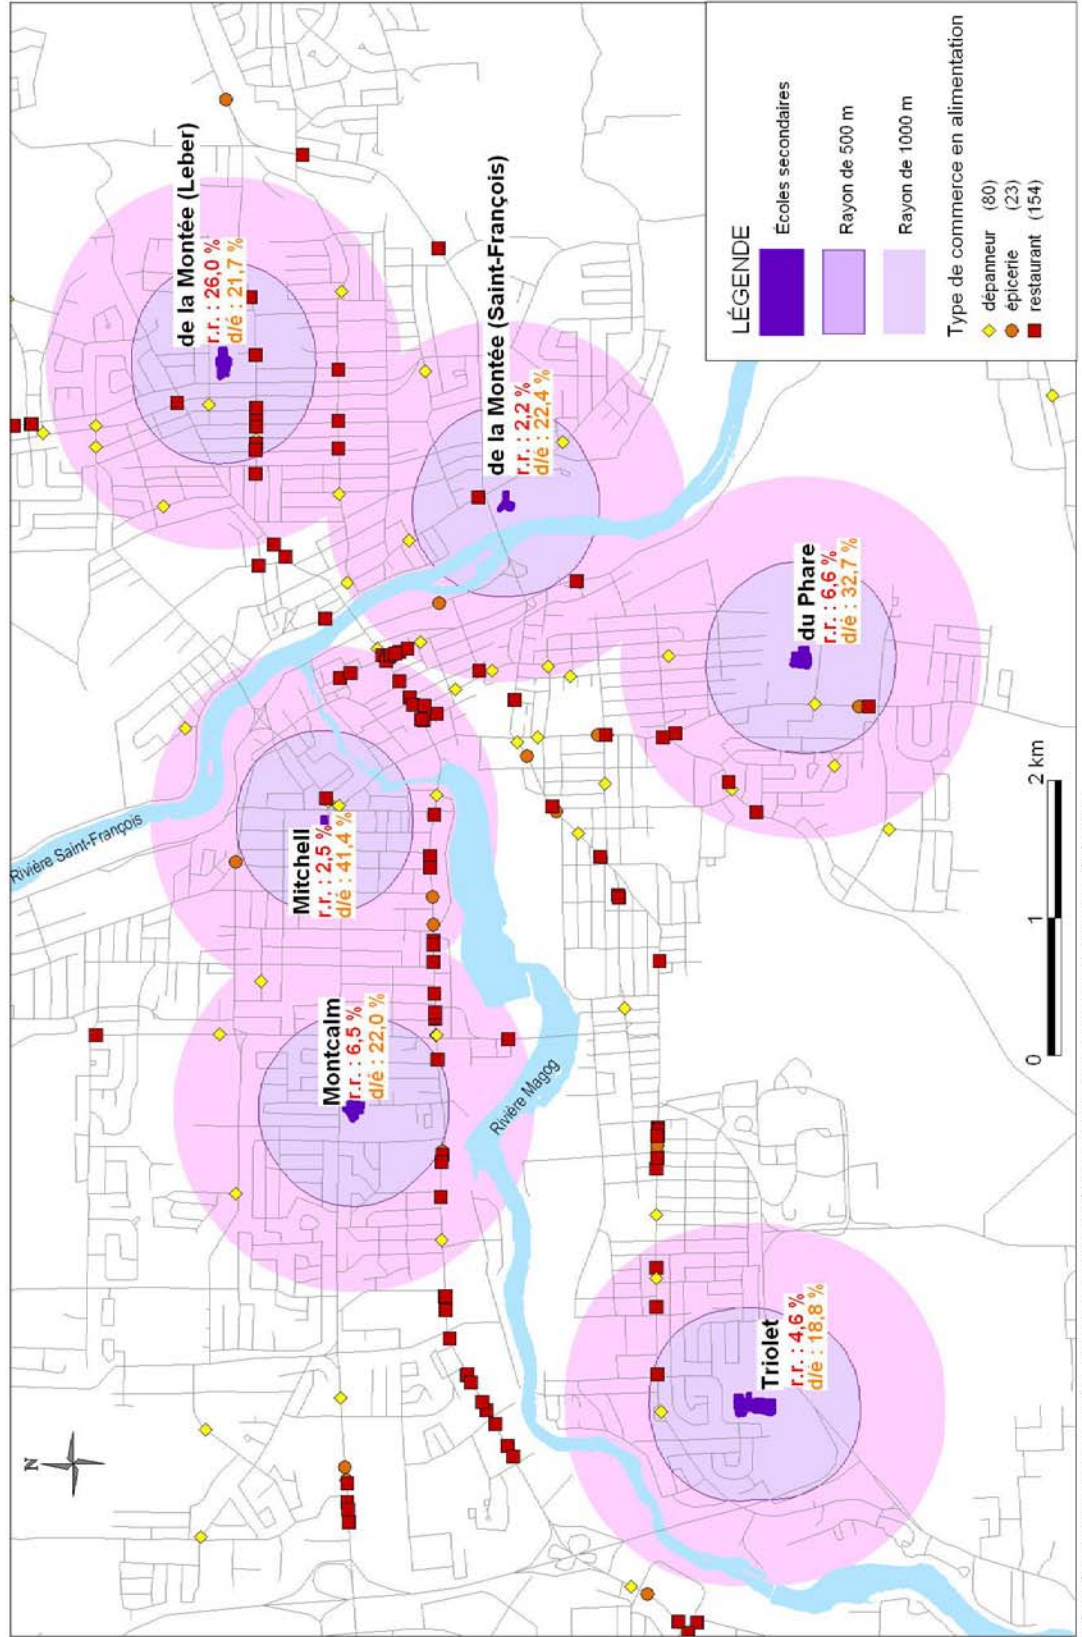 N
Rivière Saint-François
de la Montée (Leber)
r.r. : 26,0 %
d/é : 21,7 %
Mitchell
r.r. : 2,5 %
d/é : 41,4 %
Montcalm
r.r. : 6,5 %
d/é : 22,0 %
de la Montée (Saint-François)
r.r. : 2,2 %
d/é : 22,4 %
Rivière Magog
du Phare
r.r. : 6,6 %
d/é : 32,7 %
Triolet
r.r. : 4,6 %
d/é : 18,8 %
0 1 2 km
LÉGENDE
Écoles secondaires
Rayon de 500 m
Rayon de 1000 m
Type de commerce en alimentation
dépanneur (80)
épicerie (23)
restaurant (154)